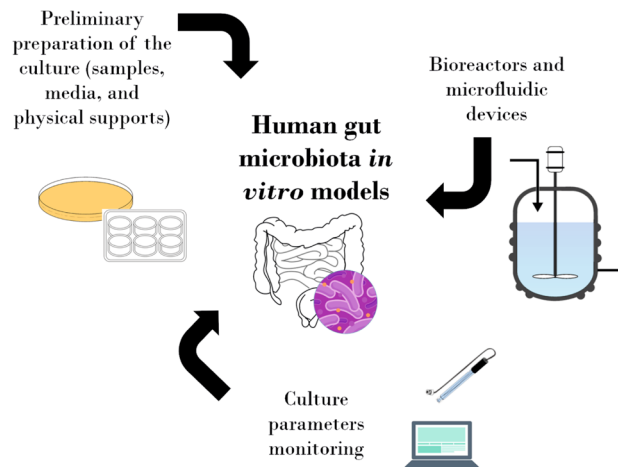 Preliminary
preparation of the
culture (samples,
media, and
physical supports)
Bioreactors and
microfluidic
devices
Human gut
microbiota in
vitro models
Culture
parameters
monitoring